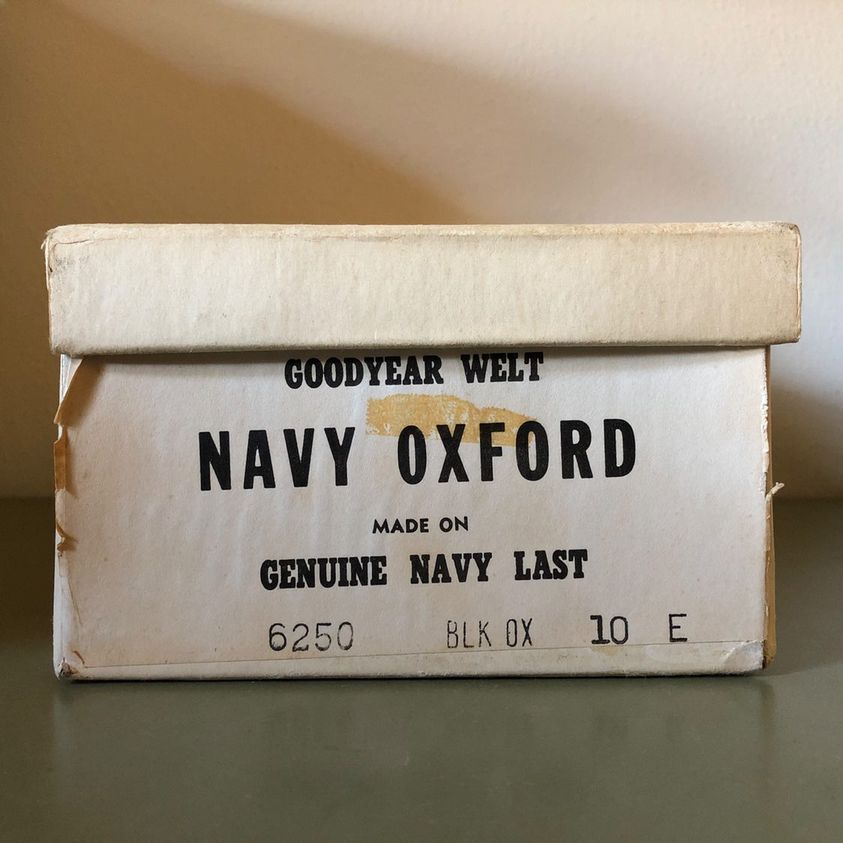 GOODYEAR WELT
NAVY OXFORD
MADE ON
GENUINE NAVY LAST
6250 BLK OX 10 E